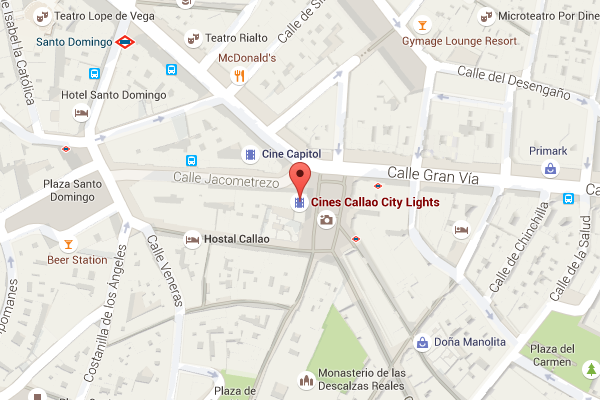 Teatro Lope de Vega
Microteatro Por Dine
Isabel la Católica
Calle de
Santo Domingo
Teatro Rialto
Gymage Lounge Resort.
McDonald's
Calle del Desengaño
Hotel Santo Domingo
Primark
Cine Capitol
Calle Gran Vía
Calle Jacometrezo
Plaza Santo
Domingo
Cines Callao City Lights
Calle de Chinchilla
Calle de la Salud
Hostal Callao
Beer Station
Calle Veneras
Costanilla de los Ángeles
Doña Manolita
Plaza del
Carmen
Monasterio de las
Descalzas Reales
Plaza de